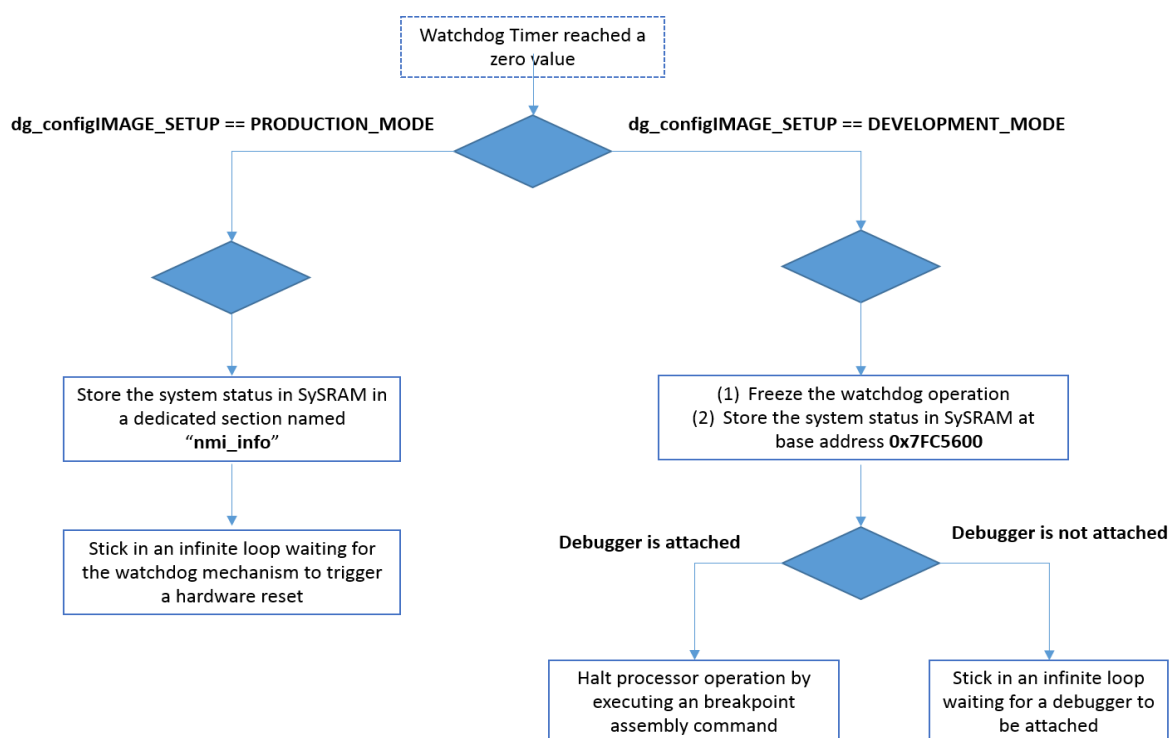 Watchdog Timer reached a
zero value
dg_configIMAGE_SETUP == PRODUCTION_MODE
dg_configIMAGE_SETUP == DEVELOPMENT_MODE
Store the system status in SySRAM in
a dedicated section named
“nmi_info”
(1) Freeze the watchdog operation
(2) Store the system status in SySRAM at
base address 0x7FC5600
Stick in an infinite loop waiting for
the watchdog mechanism to trigger
a hardware reset
Debugger is attached
Debugger is not attached
Halt processor operation by
executing an breakpoint
assembly command
Stick in an infinite loop
waiting for a debugger to
be attached